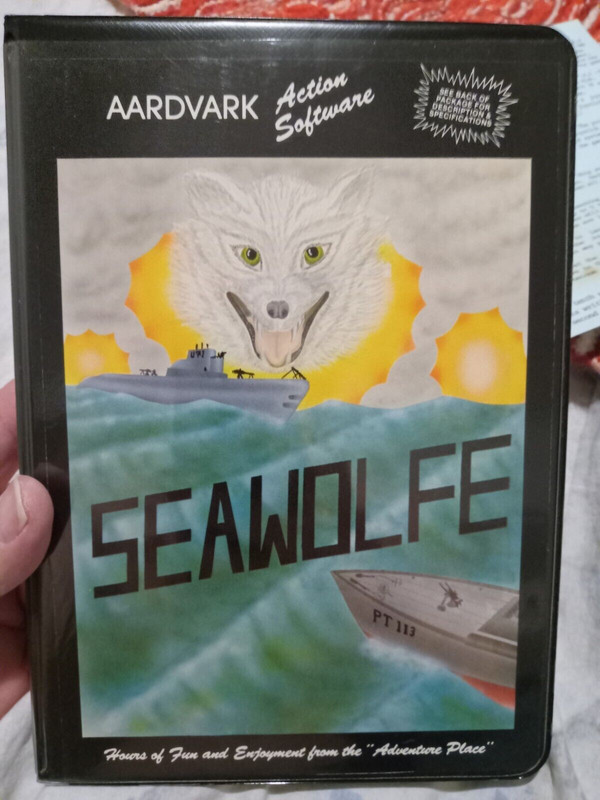 AARDVARK Action
Software
SEE BACK OF
PACKAGE FOR
DESCRIPTION &
SPECIFICATIONS
SEAWOLFE
PT 113
Hours of Fun and Enjoyment from the "Adventure Place"